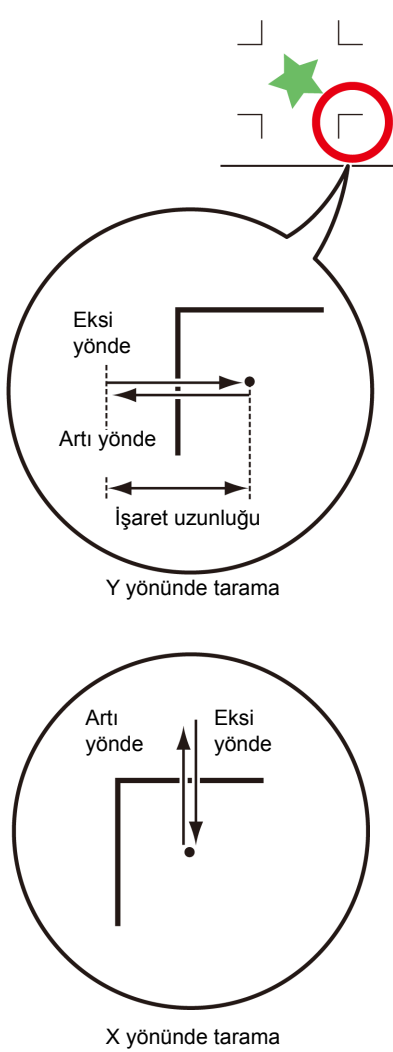 Eksi
yönde
Artı yönde
İşaret uzunluğu
Y yönünde tarama
Artı
yönde
Eksi
yönde
X yönünde tarama